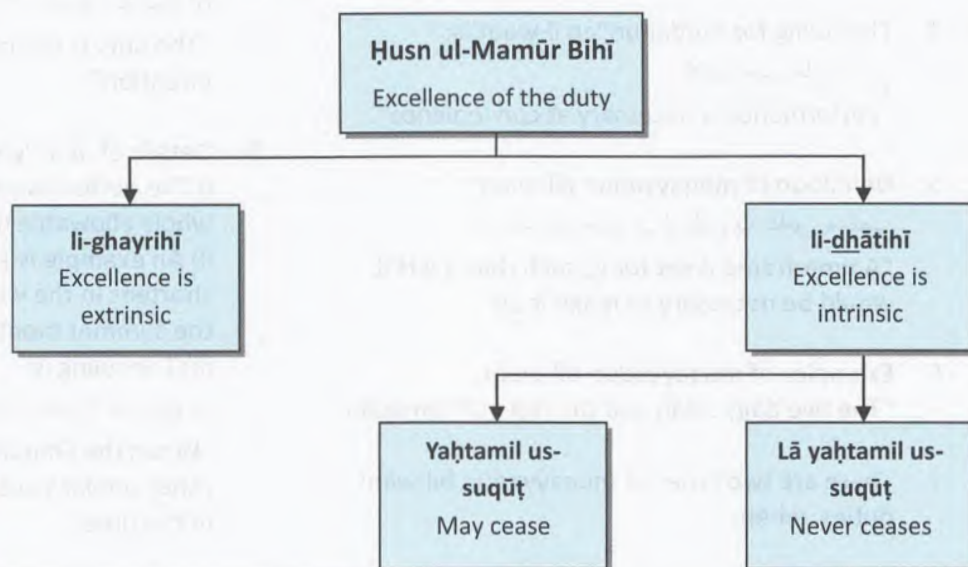 Ḥusn ul-Mamūr Bihī
Excellence of the duty
li-ghayrihī
Excellence is
extrinsic
li-dhātihī
Excellence is
intrinsic
Yaḥtamil us-
suqūṭ
May cease
Lā yaḥtamil us-
suqūṭ
Never ceases